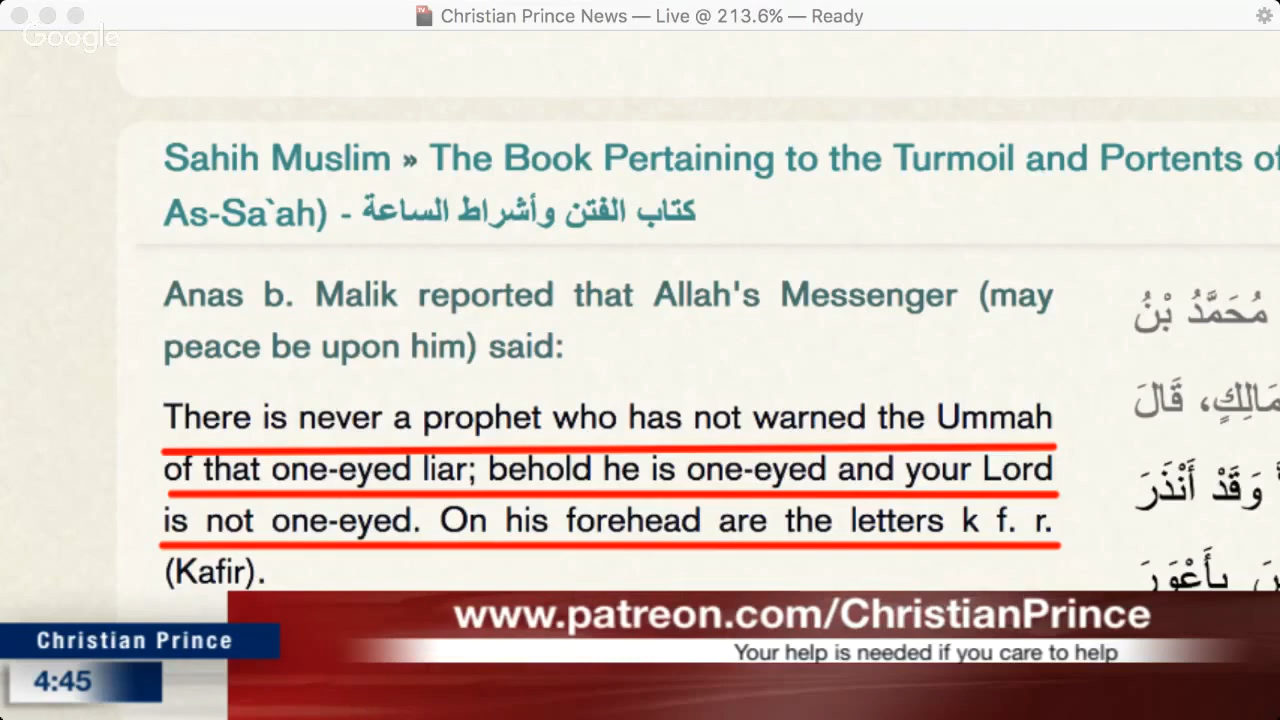 Christian Prince News — Live @ 213.6% — Ready
Google
Sahih Muslim » The Book Pertaining to the Turmoil and Portents of
As-Sa`ah) - كتاب الفتن وأشراط الساعة
Anas b. Malik reported that Allah's Messenger (may
peace be upon him) said:
There is never a prophet who has not warned the Ummah
of that one-eyed liar; behold he is one-eyed and your Lord
is not one-eyed. On his forehead are the letters k f. r.
(Kafir).
مُحَمَّدُ بْنُ
مَالِكٍ، قَالَ
وَقَدْ أَنْذَرَ
بِأَعْوَرَ
www.patreon.com/ChristianPrince
Your help is needed if you care to help
Christian Prince
4:45